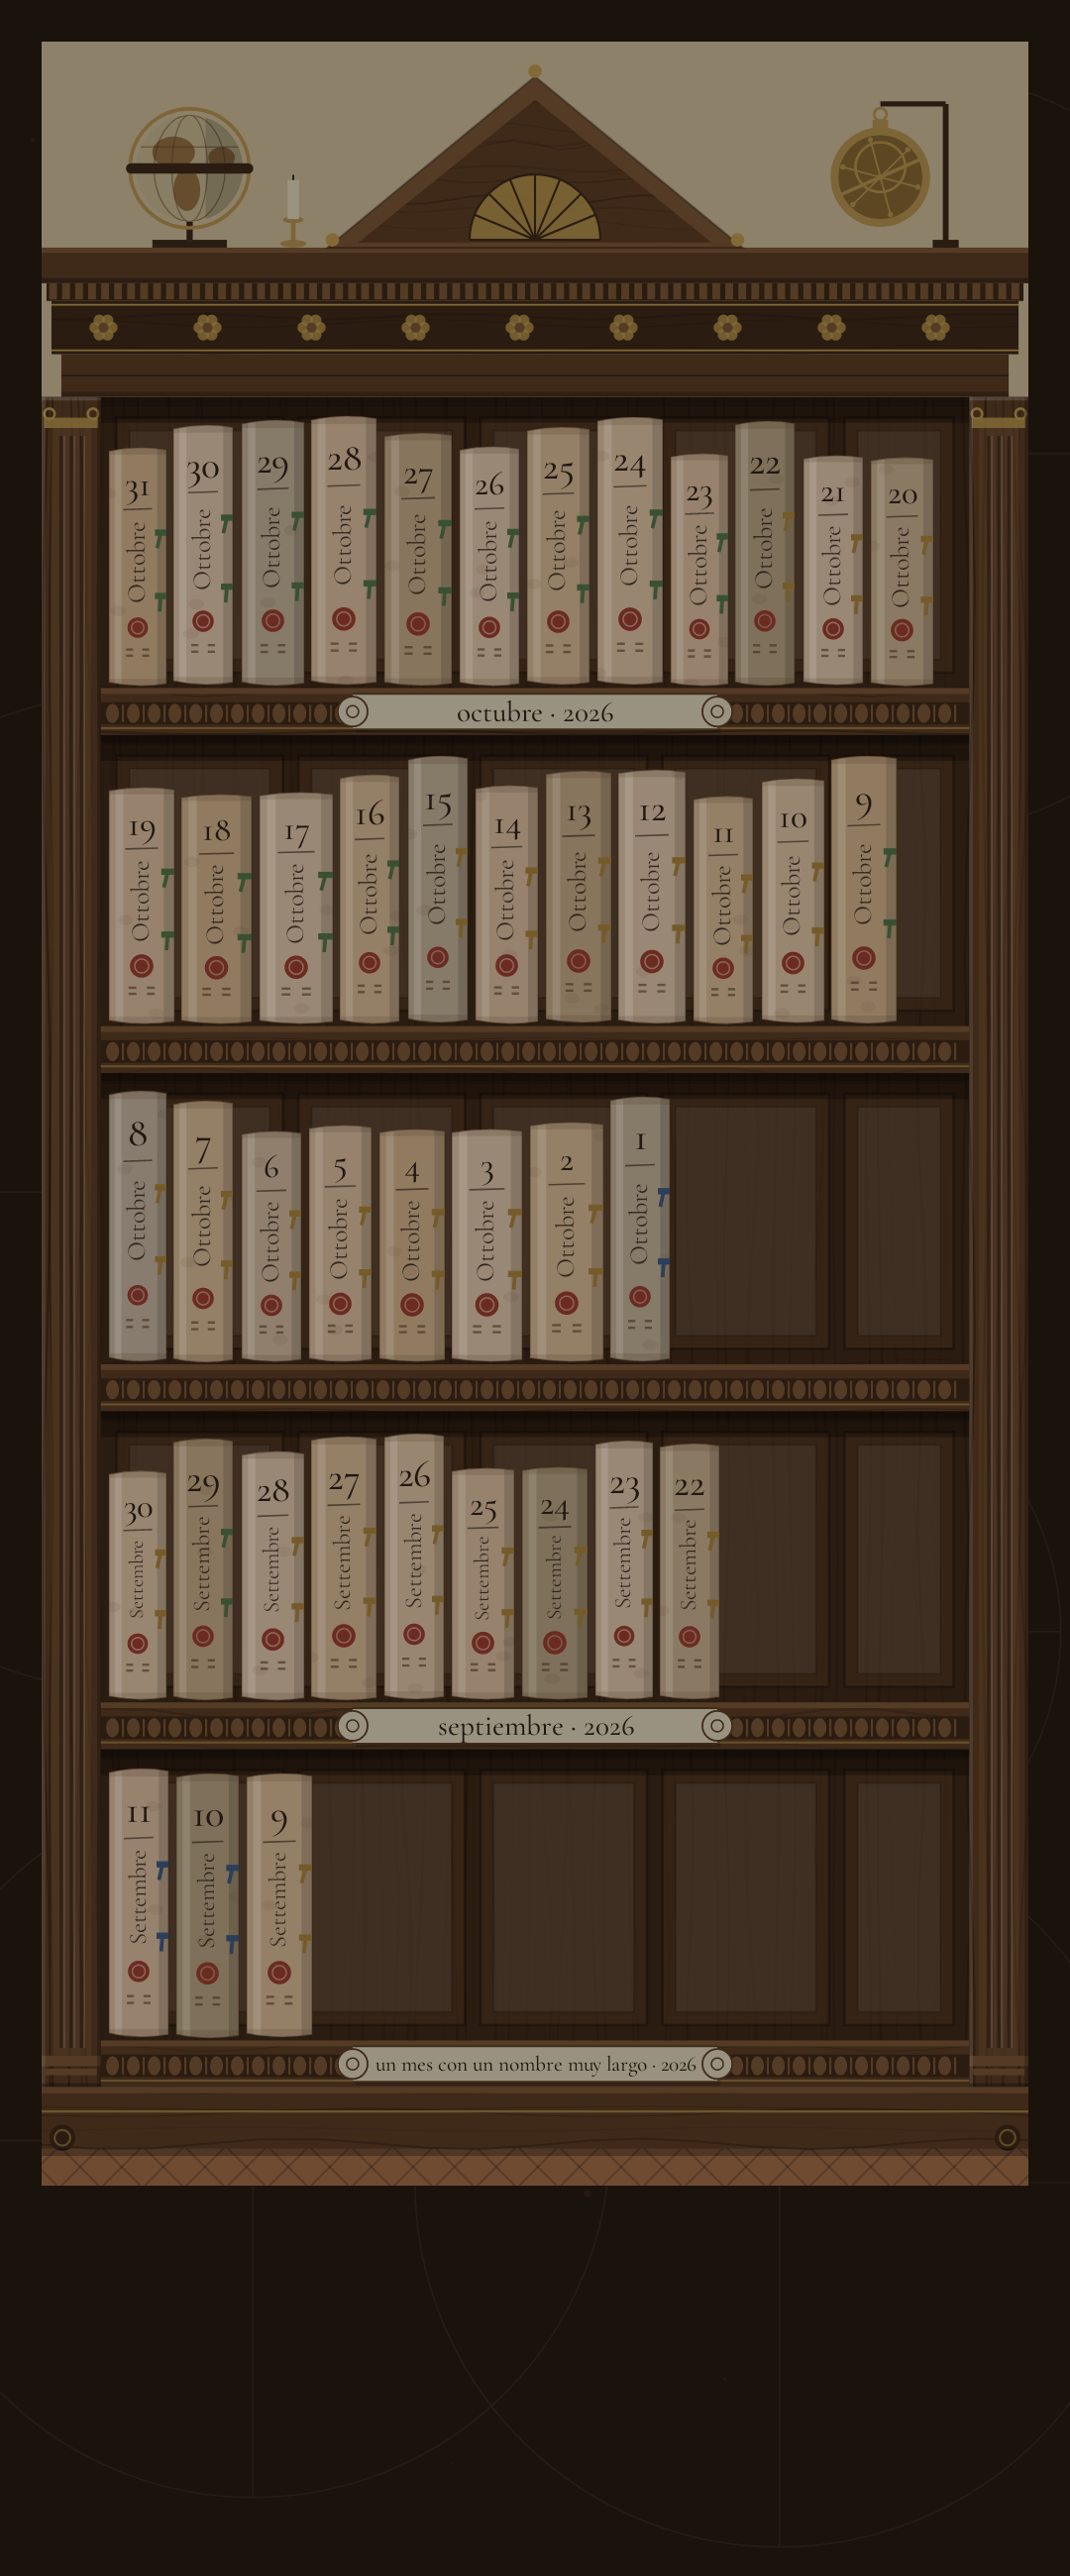 31 30 29 28 27 26 25 24 23 22 21 20
Ottobre Ottobre Ottobre Ottobre Ottobre Ottobre Ottobre Ottobre Ottobre Ottobre Ottobre Ottobre
octubre · 2026
19 18 17 16 15 14 13 12 11 10 9
Ottobre Ottobre Ottobre Ottobre Ottobre Ottobre Ottobre Ottobre Ottobre Ottobre Ottobre
8 7 6 5 4 3 2 1
Ottobre Ottobre Ottobre Ottobre Ottobre Ottobre Ottobre Ottobre
30 29 28 27 26 25 24 23 22
Settembre Settembre Settembre Settembre Settembre Settembre Settembre Settembre Settembre
septiembre · 2026
11 10 9
Settembre Settembre Settembre
un mes con un nombre muy largo · 2026